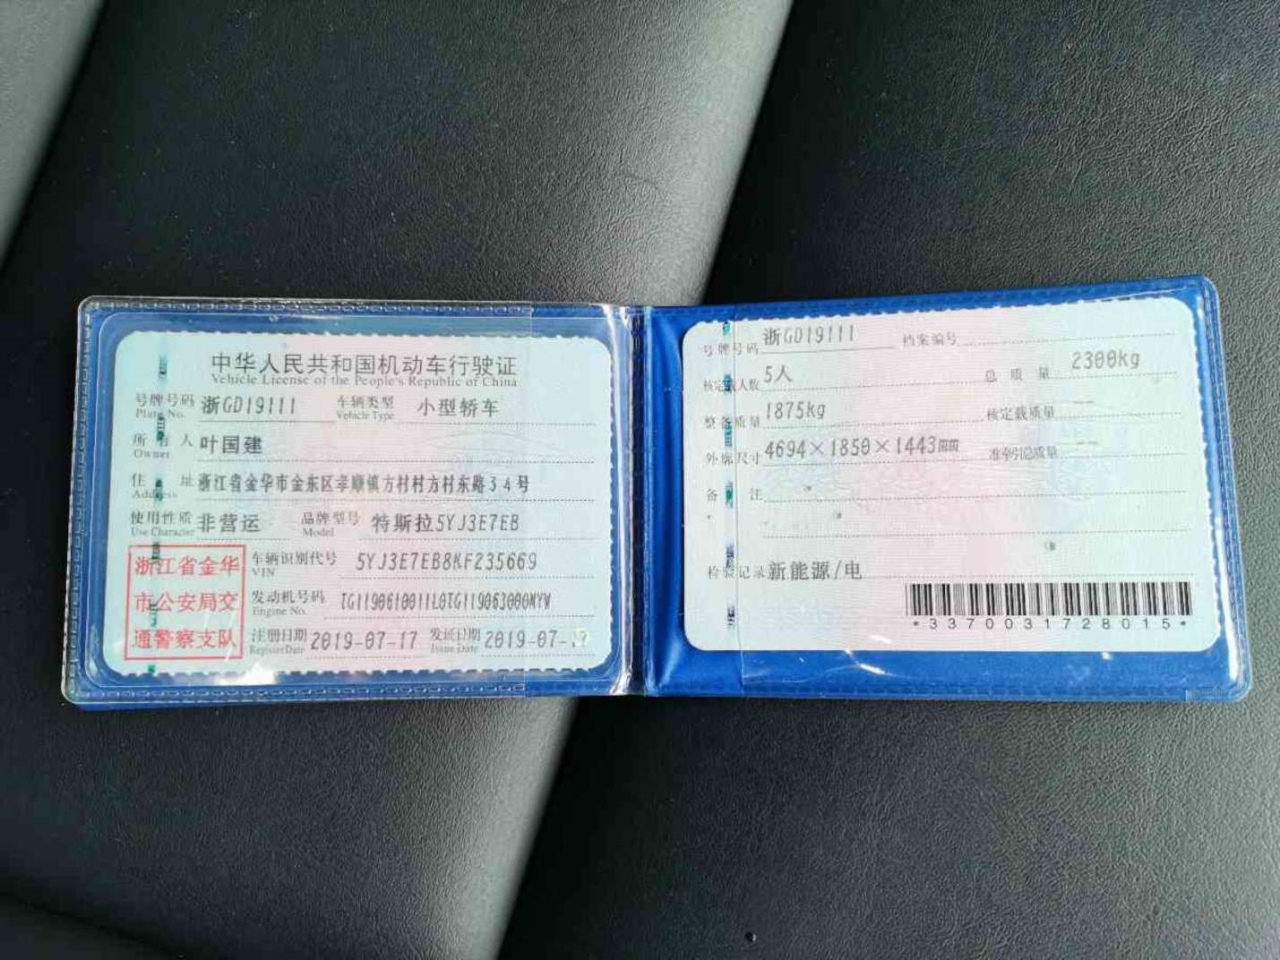 中华人民共和国机动车行驶证
Vehicle License of the People's Republic of China
号牌号码 浙GD19111 车辆类型 小型轿车
Plate No. Vehicle Type
所有人 叶国建
Owner
住址 浙江省金华市金东区孝顺镇方村村方村东路34号
Address
使用性质 非营运 品牌型号 特斯拉5YJ3E7EB
Use Character Model
浙江省金华
市公安局交
通警察支队
车辆识别代号 5YJ3E7EB8KF235669
VIN
发动机号码 TG1190610011L0TG119063000MYW
Engine No.
注册日期 2019-07-17 发证日期 2019-07-17
Register Date Issue Date
号牌号码 浙GD19111 档案编号
核定载人数 5人 总质量 2300kg
整备质量 1875kg 核定载质量 --
外廓尺寸 4694×1850×1443mm 准牵引总质量 --
备注
检验记录 新能源/电
*3370031728015*